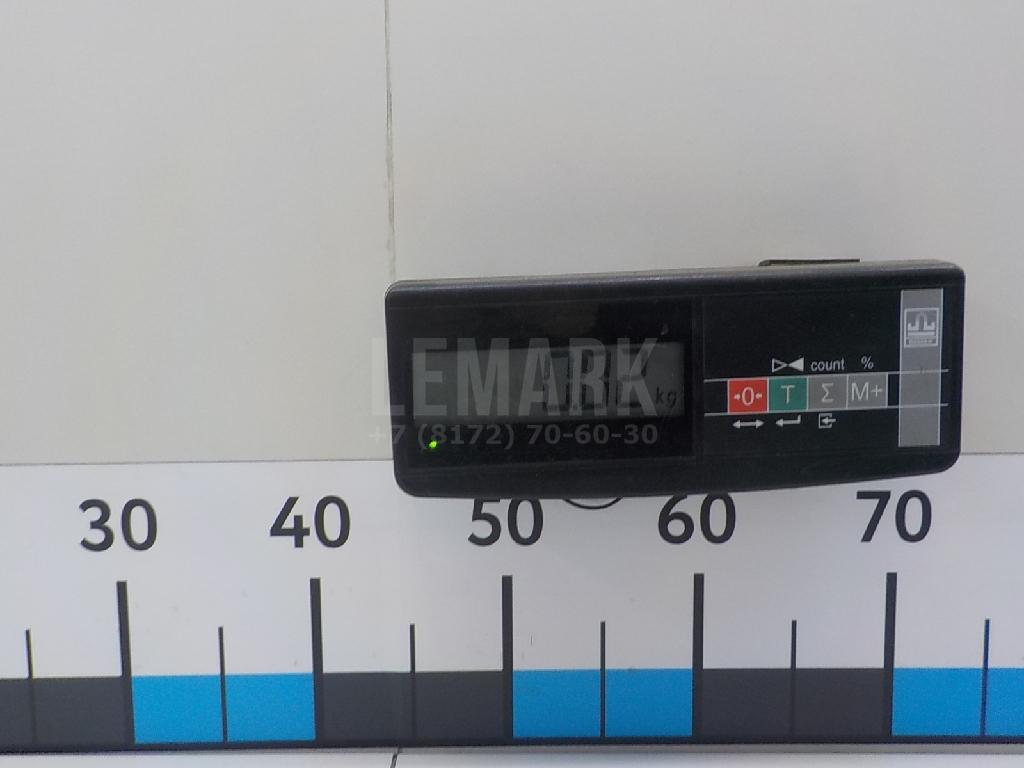 LEMARK
+7 (8172) 70-60-30
kg
count %
→0← T Σ M+
30 40 50 60 70